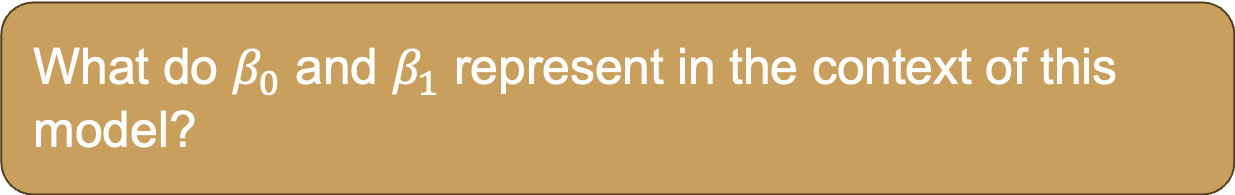 What do β₀ and β₁ represent in the context of this
model?